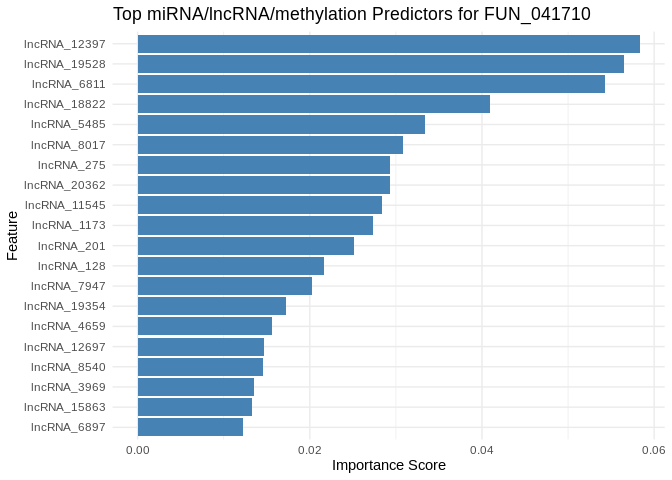 Top miRNA/lncRNA/methylation Predictors for FUN_041710
Feature
lncRNA_12397
lncRNA_19528
lncRNA_6811
lncRNA_18822
lncRNA_5485
lncRNA_8017
lncRNA_275
lncRNA_20362
lncRNA_11545
lncRNA_1173
lncRNA_201
lncRNA_128
lncRNA_7947
lncRNA_19354
lncRNA_4659
lncRNA_12697
lncRNA_8540
lncRNA_3969
lncRNA_15863
lncRNA_6897
0.00 0.02 0.04 0.06
Importance Score